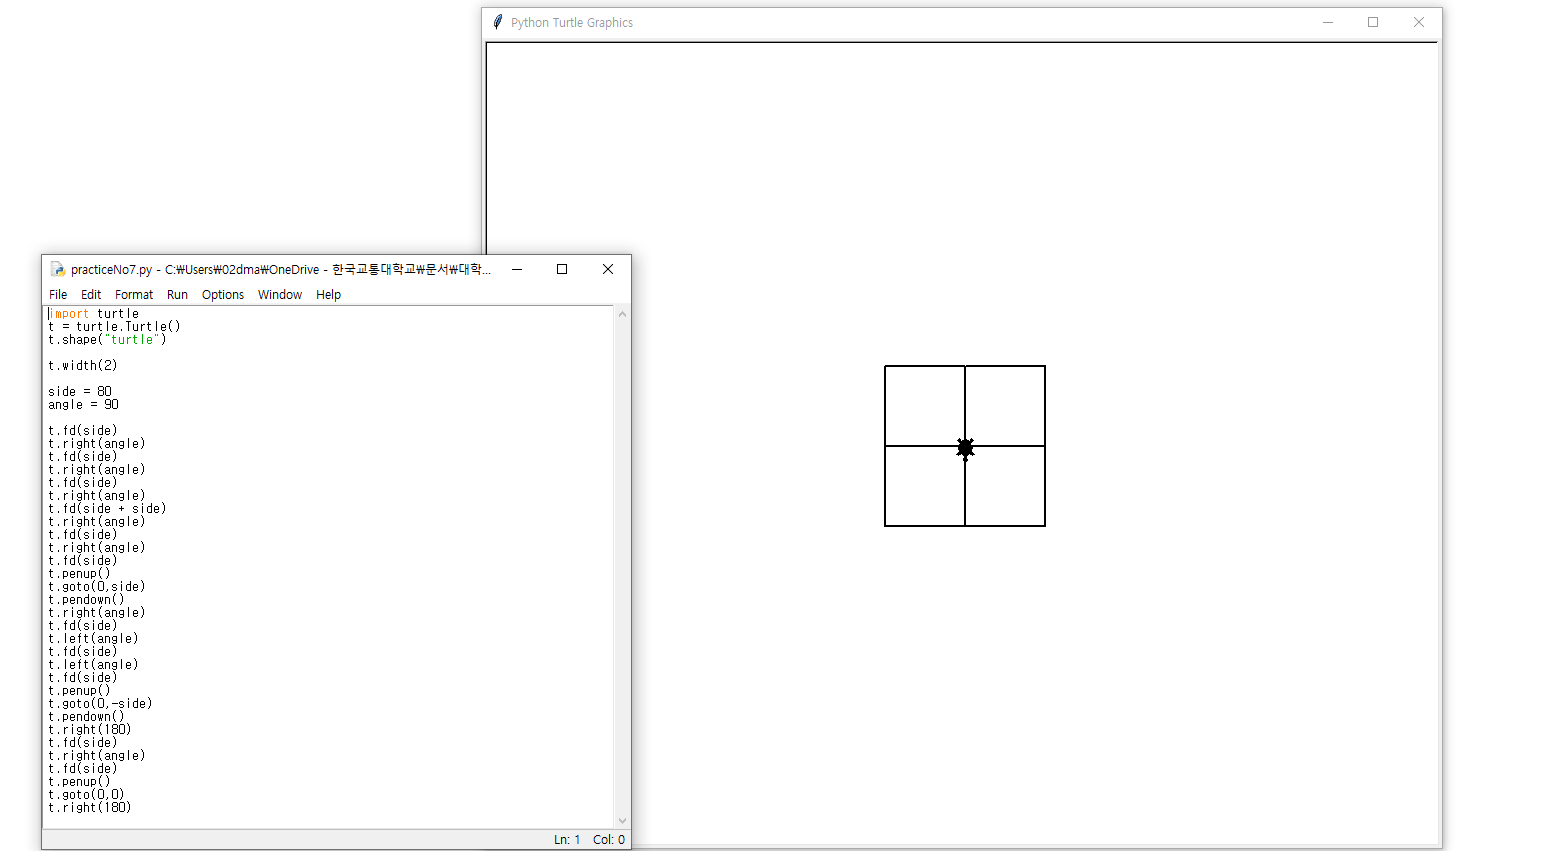 Python Turtle Graphics
practiceNo7.py - C:₩Users₩02dma₩OneDrive - 한국교통대학교₩문서₩대학...
File Edit Format Run Options Window Help
import turtle
t = turtle.Turtle()
t.shape("turtle")
t.width(2)
side = 80
angle = 90
t.fd(side)
t.right(angle)
t.fd(side)
t.right(angle)
t.fd(side)
t.right(angle)
t.fd(side + side)
t.right(angle)
t.fd(side)
t.right(angle)
t.fd(side)
t.penup()
t.goto(0,side)
t.pendown()
t.right(angle)
t.fd(side)
t.left(angle)
t.fd(side)
t.left(angle)
t.fd(side)
t.penup()
t.goto(0,-side)
t.pendown()
t.right(180)
t.fd(side)
t.right(angle)
t.fd(side)
t.penup()
t.goto(0,0)
t.right(180)
Ln: 1 Col: 0